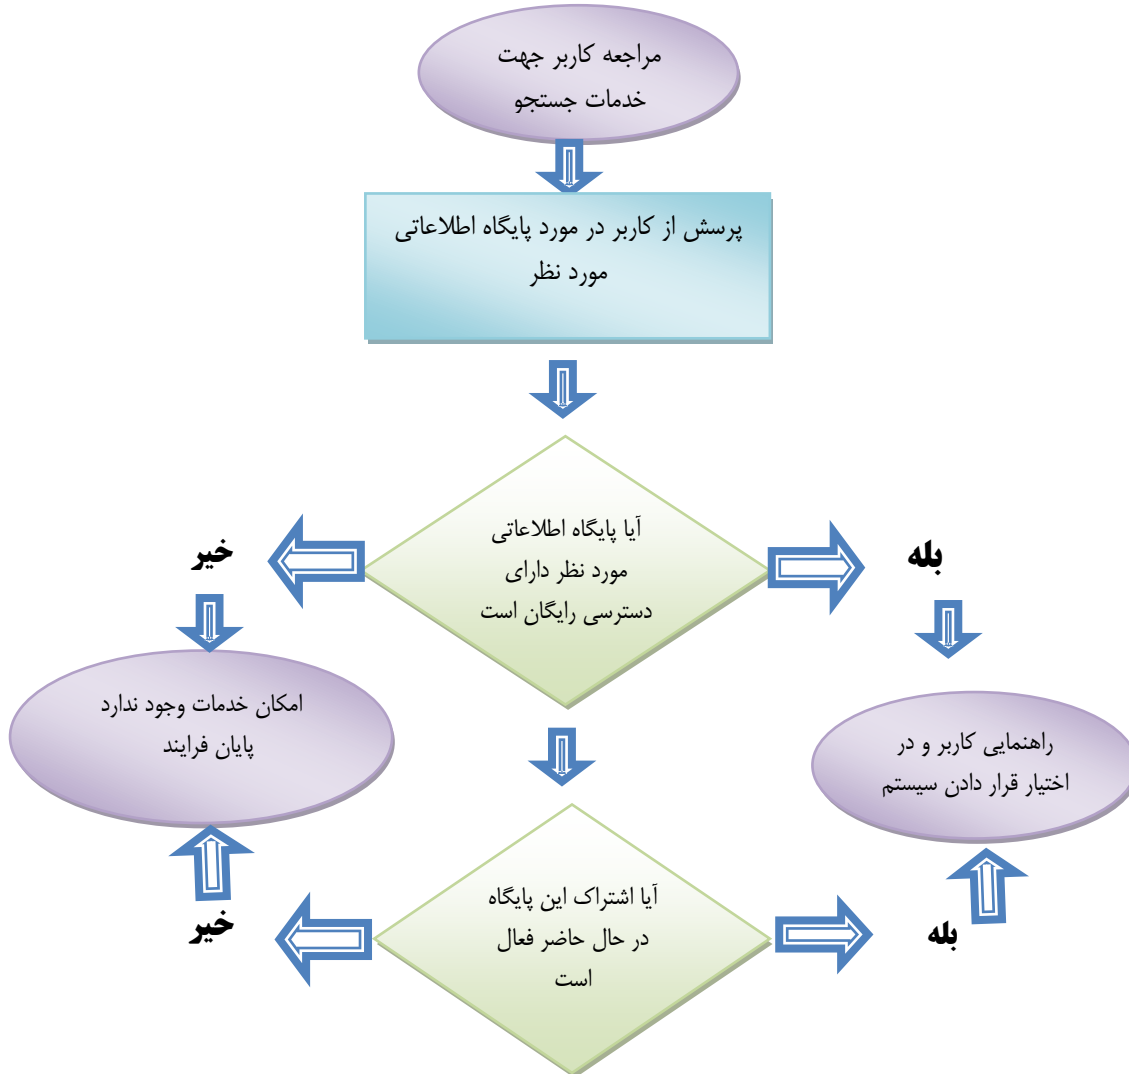 مراجعه کاربر جهت
خدمات جستجو
پرسش از کاربر در مورد پایگاه اطلاعاتی
مورد نظر
آیا پایگاه اطلاعاتی
مورد نظر دارای
دسترسی رایگان است
بله
خیر
راهنمایی کاربر و در
اختیار قرار دادن سیستم
امکان خدمات وجود ندارد
پایان فرایند
آیا اشتراک این پایگاه
در حال حاضر فعال
است
بله
خیر